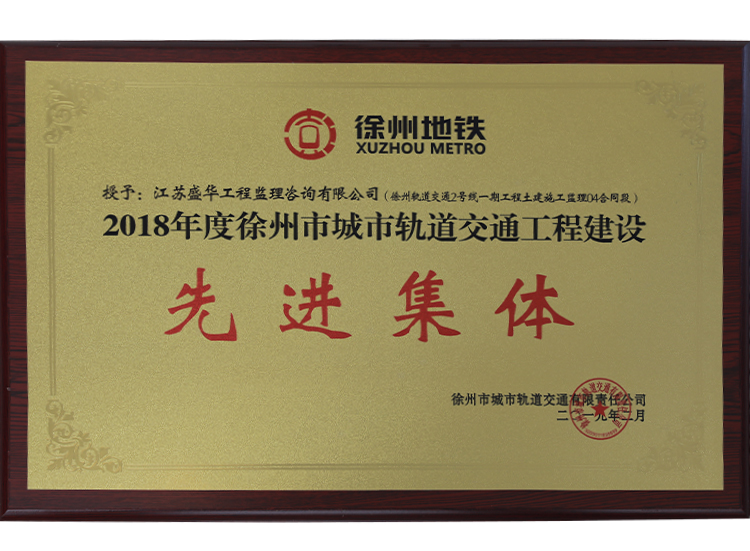 徐州地铁
XUZHOU METRO
授予：江苏盛华工程监理咨询有限公司（徐州轨道交通2号线一期工程土建施工监理04合同段）
2018年度徐州市城市轨道交通工程建设
先进集体
徐州市城市轨道交通有限责任公司
二〇一九年二月